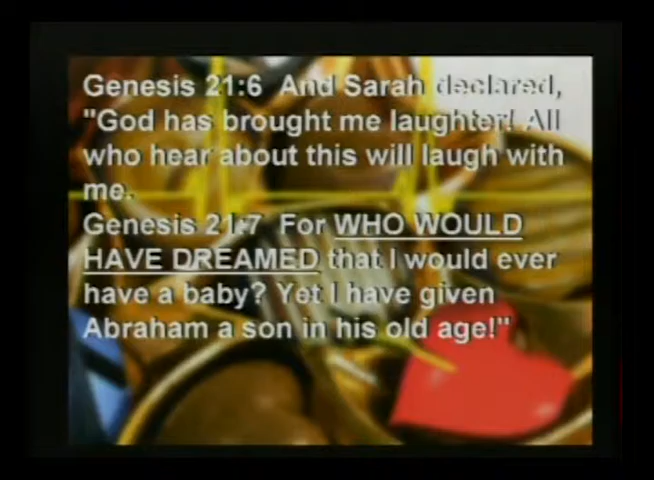 Genesis 21:6 And Sarah declared,
"God has brought me laughter! All
who hear about this will laugh with
me.
Genesis 21:7 For WHO WOULD
HAVE DREAMED that I would ever
have a baby? Yet I have given
Abraham a son in his old age!"